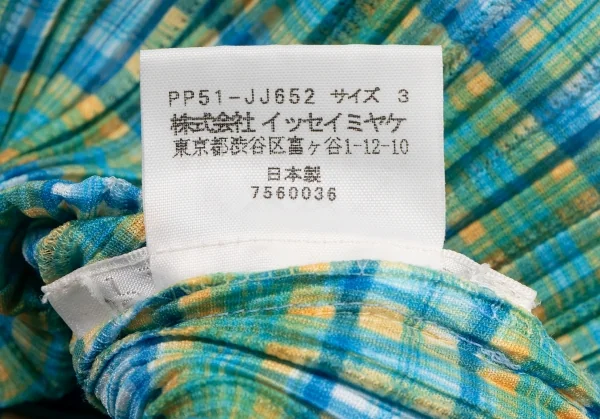 PP51-JJ652 サイズ 3
株式会社 イッセイミヤケ
東京都渋谷区富ヶ谷1-12-10
日本製
7560036